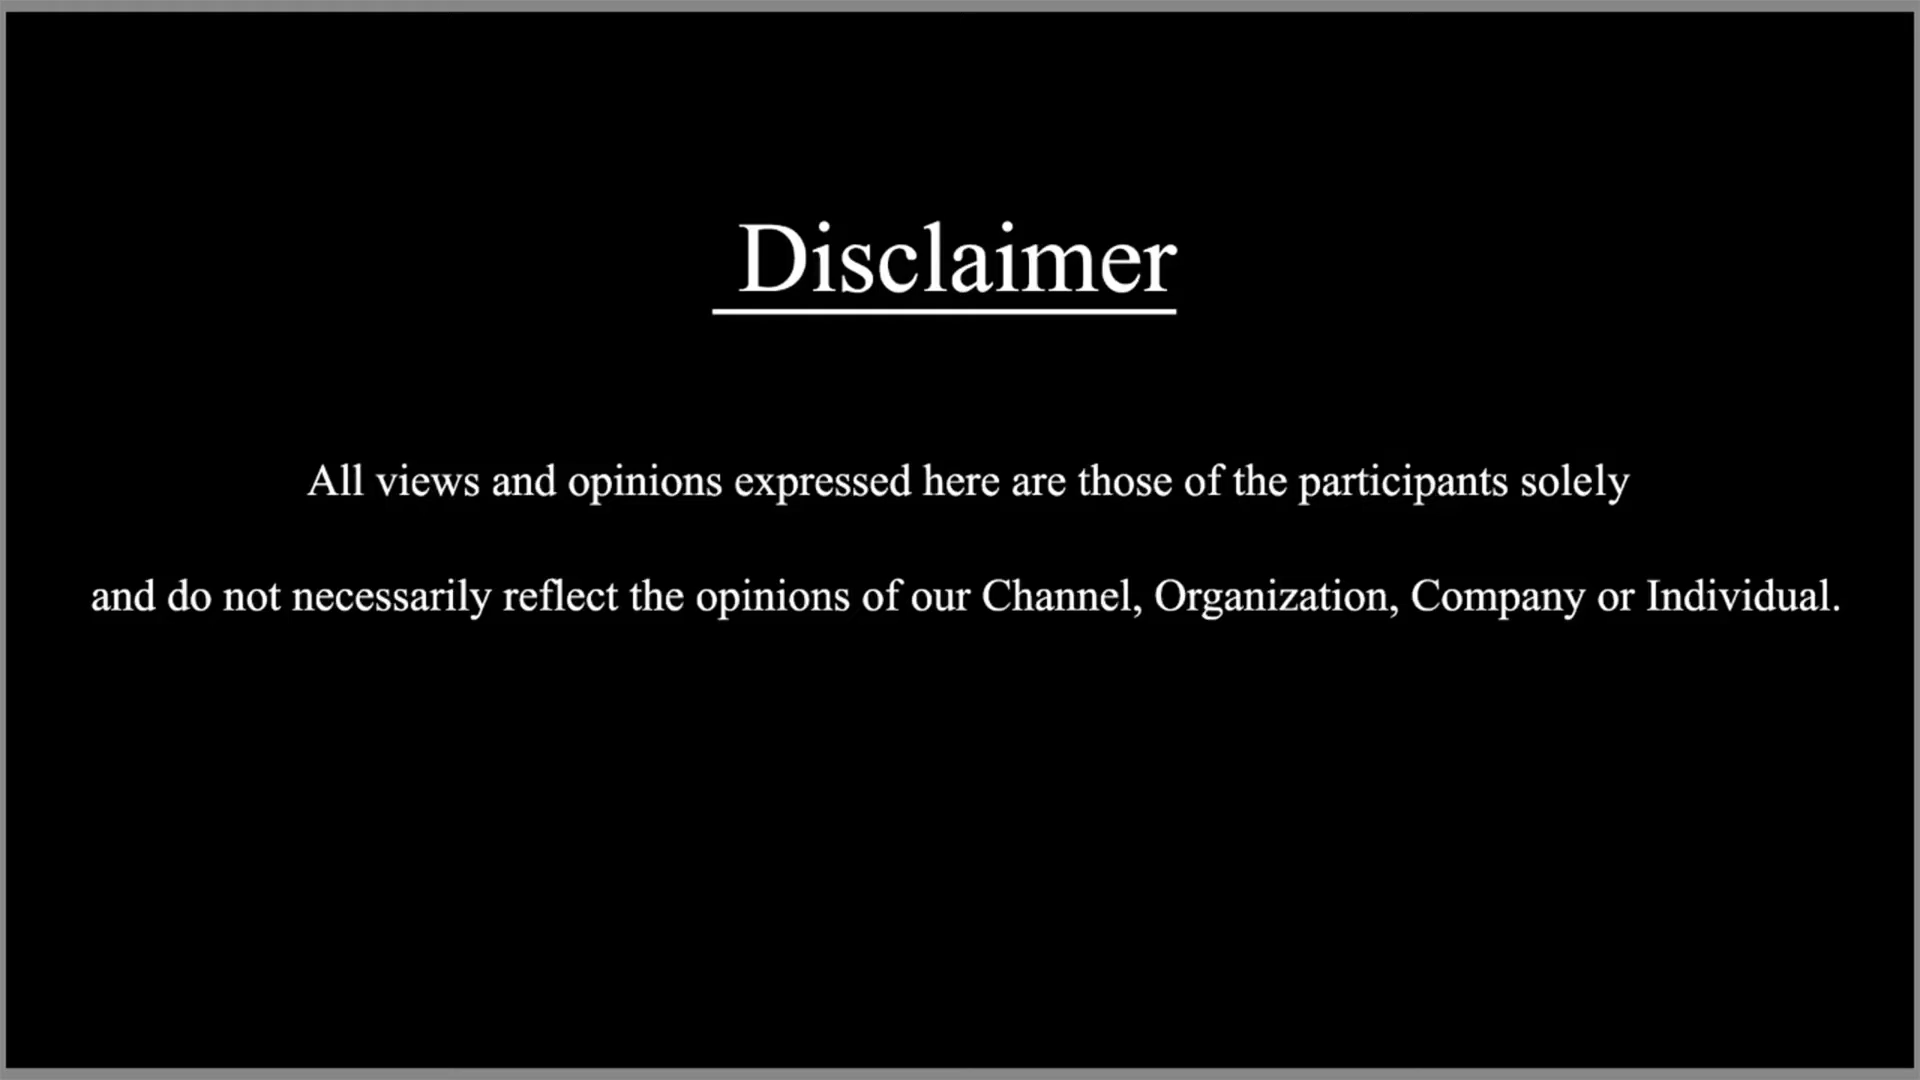 Disclaimer
All views and opinions expressed here are those of the participants solely
and do not necessarily reflect the opinions of our Channel, Organization, Company or Individual.